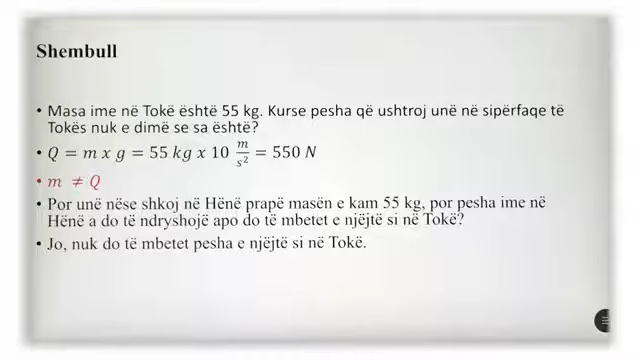 Shembull
• Masa ime në Tokë është 55 kg. Kurse pesha që ushtroj unë në sipërfaqe të
Tokës nuk e dimë se sa është?
• Q = m x g = 55 kg x 10 m/s² = 550 N
• m ≠ Q
• Por unë nëse shkoj në Hënë prapë masën e kam 55 kg, por pesha ime në
Hënë a do të ndryshojë apo do të mbetet e njëjtë si në Tokë?
• Jo, nuk do të mbetet pesha e njëjtë si në Tokë.